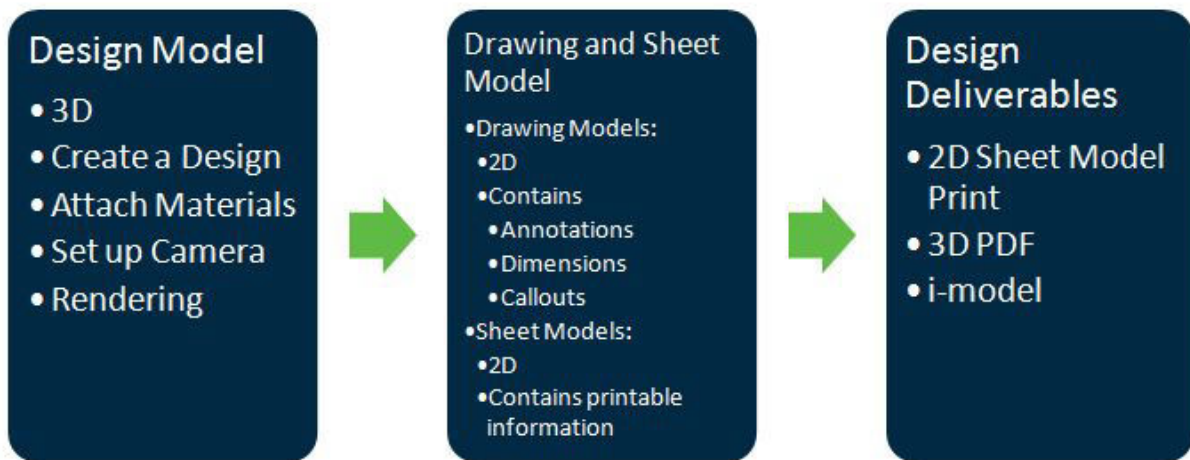 Design Model
• 3D
• Create a Design
• Attach Materials
• Set up Camera
• Rendering
Drawing and Sheet
Model
•Drawing Models:
•2D
•Contains
•Annotations
•Dimensions
•Callouts
•Sheet Models:
•2D
•Contains printable
information
Design
Deliverables
• 2D Sheet Model
Print
• 3D PDF
• i-model